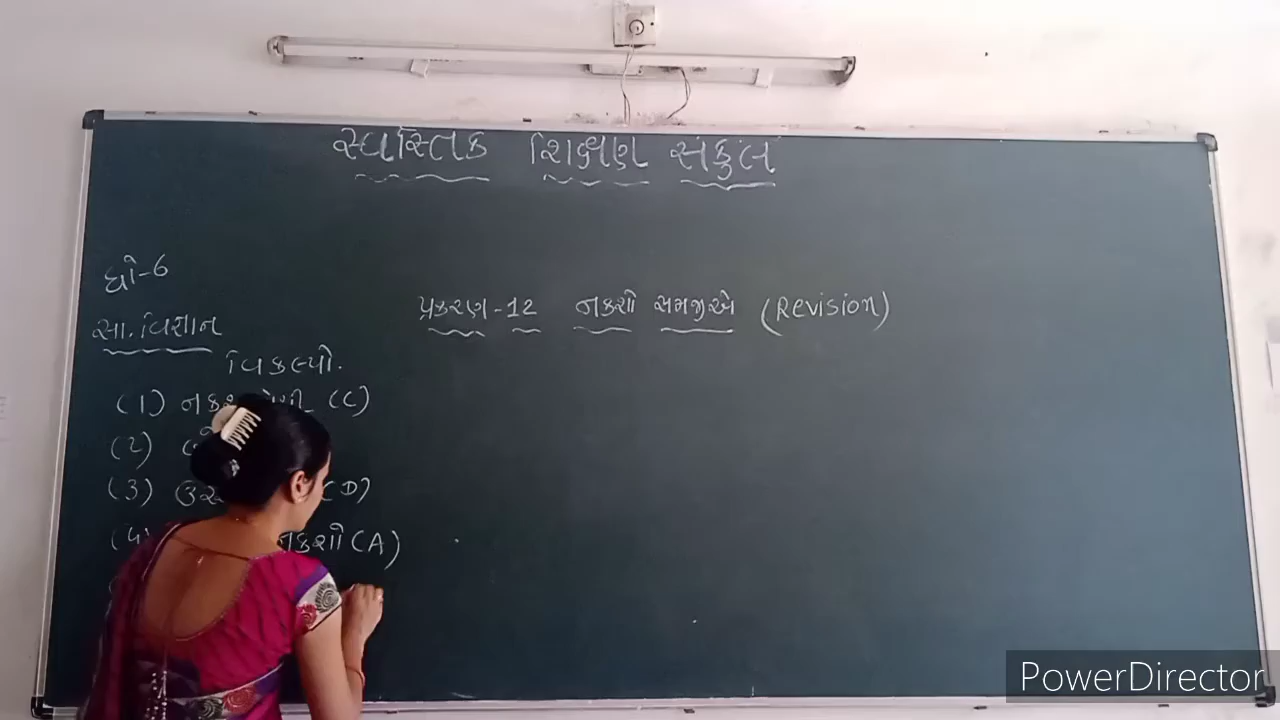 સ્વસ્તિક શિક્ષણ સંકુલ
ધો-6
પ્રકરણ-12 નકશો સમજીએ (Revision)
સા. વિજ્ઞાન
વિકલ્પો.
(1) (C)
(2)
(3) (D)
(4) નકશો (A)
PowerDirector